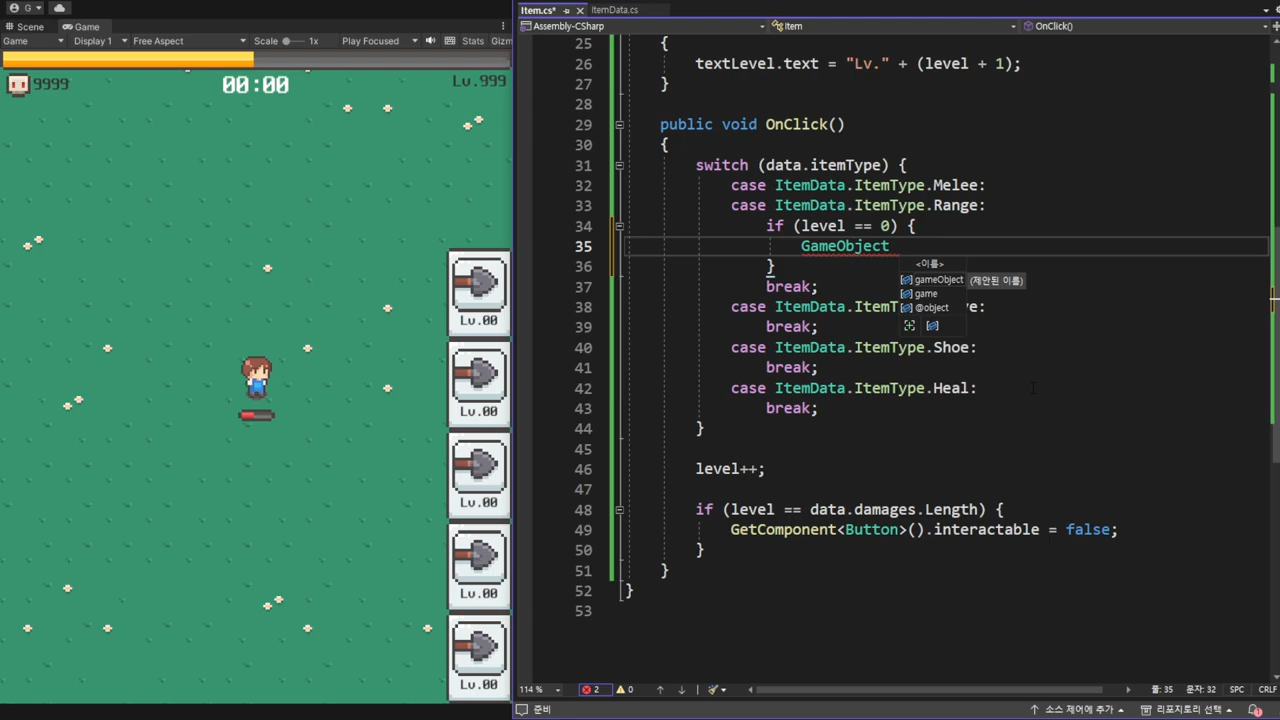 G
Item.cs*
ItemData.cs
Scene
Game
Assembly-CSharp
Item
OnClick()
Game
Display 1
Free Aspect
Scale
1x
Play Focused
Stats
Gizm
9999
00:00
Lv.999
Lv.00
Lv.00
Lv.00
Lv.00
Lv.00
25 {
26 textLevel.text = "Lv." + (level + 1);
27 }
28
29 public void OnClick()
30 {
31 switch (data.itemType) {
32 case ItemData.ItemType.Melee:
33 case ItemData.ItemType.Range:
34 if (level == 0) {
35 GameObject
36 }
<이름>
gameObject (제안된 이름)
game
@object
37 break;
38 case ItemData.ItemT e:
39 break;
40 case ItemData.ItemType.Shoe:
41 break;
42 case ItemData.ItemType.Heal:
43 break;
44 }
45
46 level++;
47
48 if (level == data.damages.Length) {
49 GetComponent<Button>().interactable = false;
50 }
51 }
52 }
53
114 %
2
0
줄: 35
문자: 32
SPC
CRLF
준비
소스 제어에 추가
리포지토리 선택